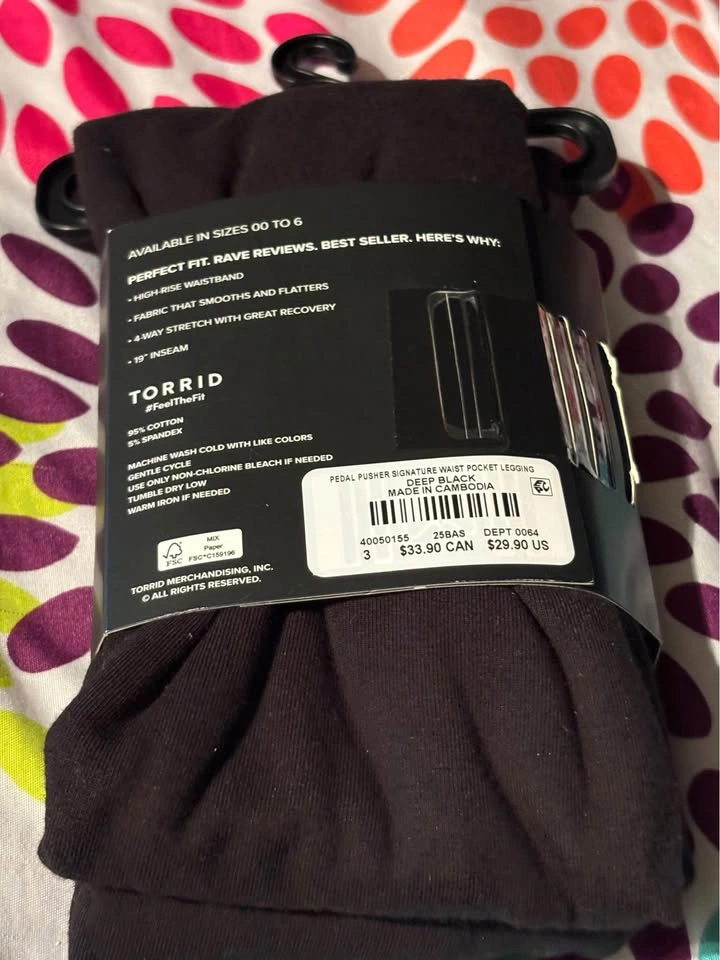 AVAILABLE IN SIZES 00 TO 6
PERFECT FIT. RAVE REVIEWS. BEST SELLER. HERE'S WHY:
• HIGH-RISE WAISTBAND
• FABRIC THAT SMOOTHS AND FLATTERS
• 4-WAY STRETCH WITH GREAT RECOVERY
• 19" INSEAM
TORRID
#FeelTheFit
95% COTTON
5% SPANDEX
MACHINE WASH COLD WITH LIKE COLORS
GENTLE CYCLE
USE ONLY NON-CHLORINE BLEACH IF NEEDED
TUMBLE DRY LOW
WARM IRON IF NEEDED
FSC
MIX
Paper
FSC® C159196
TORRID MERCHANDISING, INC.
© ALL RIGHTS RESERVED.
PEDAL PUSHER SIGNATURE WAIST POCKET LEGGING
DEEP BLACK
MADE IN CAMBODIA
40050155 25BAS DEPT 0064
3 $33.90 CAN $29.90 US